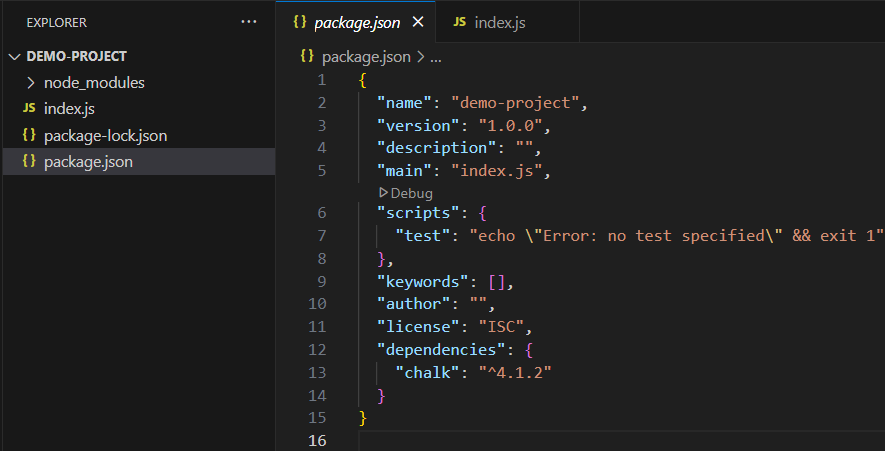 EXPLORER ...
DEMO-PROJECT
node_modules
JS index.js
{} package-lock.json
{} package.json
{} package.json ×
JS index.js
{} package.json > ...
1 {
2 "name": "demo-project",
3 "version": "1.0.0",
4 "description": "",
5 "main": "index.js",
Debug
6 "scripts": {
7 "test": "echo \"Error: no test specified\" && exit 1"
8 },
9 "keywords": [],
10 "author": "",
11 "license": "ISC",
12 "dependencies": {
13 "chalk": "^4.1.2"
14 }
15 }
16